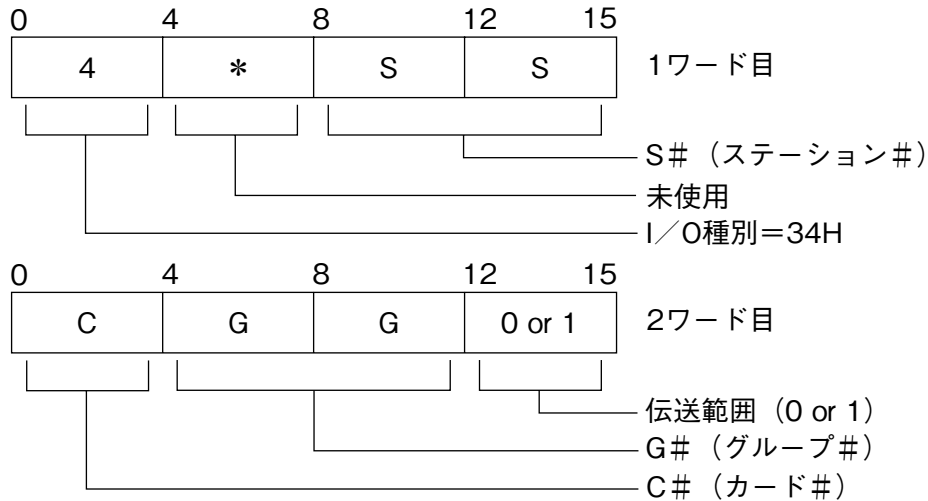 0 4 8 12 15
4 * S S 1ワード目
S#（ステーション#）
未使用
I／O種別＝34H
0 4 8 12 15
C G G 0 or 1 2ワード目
伝送範囲（0 or 1）
G#（グループ#）
C#（カード#）